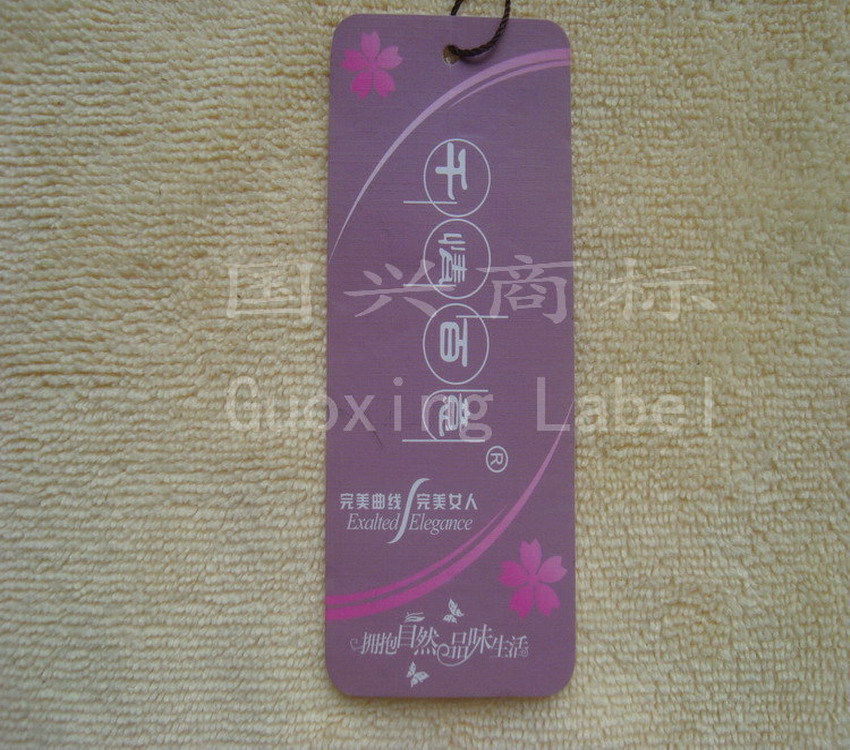 千情百意
®
国兴商标
Guoxing Label
完美曲线 完美女人
Exalted Elegance
拥抱自然 品味生活